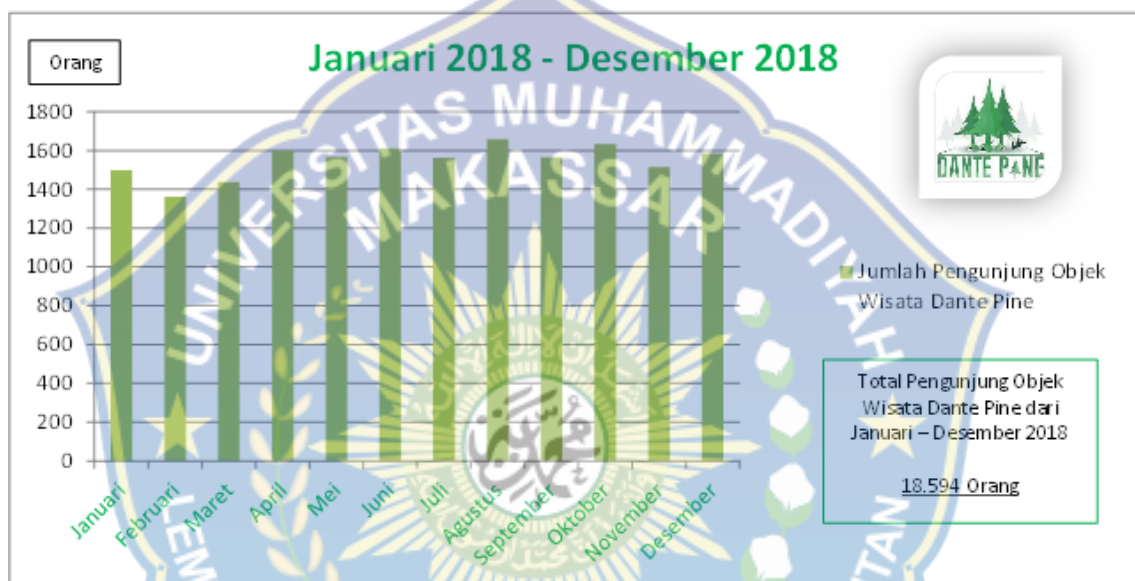 Orang
Januari 2018 - Desember 2018
DANTE PINE
1800
1600
1400
1200
1000
800
600
400
200
0
Januari
Februari
Maret
April
Mei
Juni
Juli
Agustus
September
Oktober
November
Desember
Jumlah Pengunjung Objek
Wisata Dante Pine
Total Pengunjung Objek
Wisata Dante Pine dari
Januari – Desember 2018
18.594 Orang
UNIVERSITAS MUHAMMADIYAH
MAKASSAR
LEM
TAN